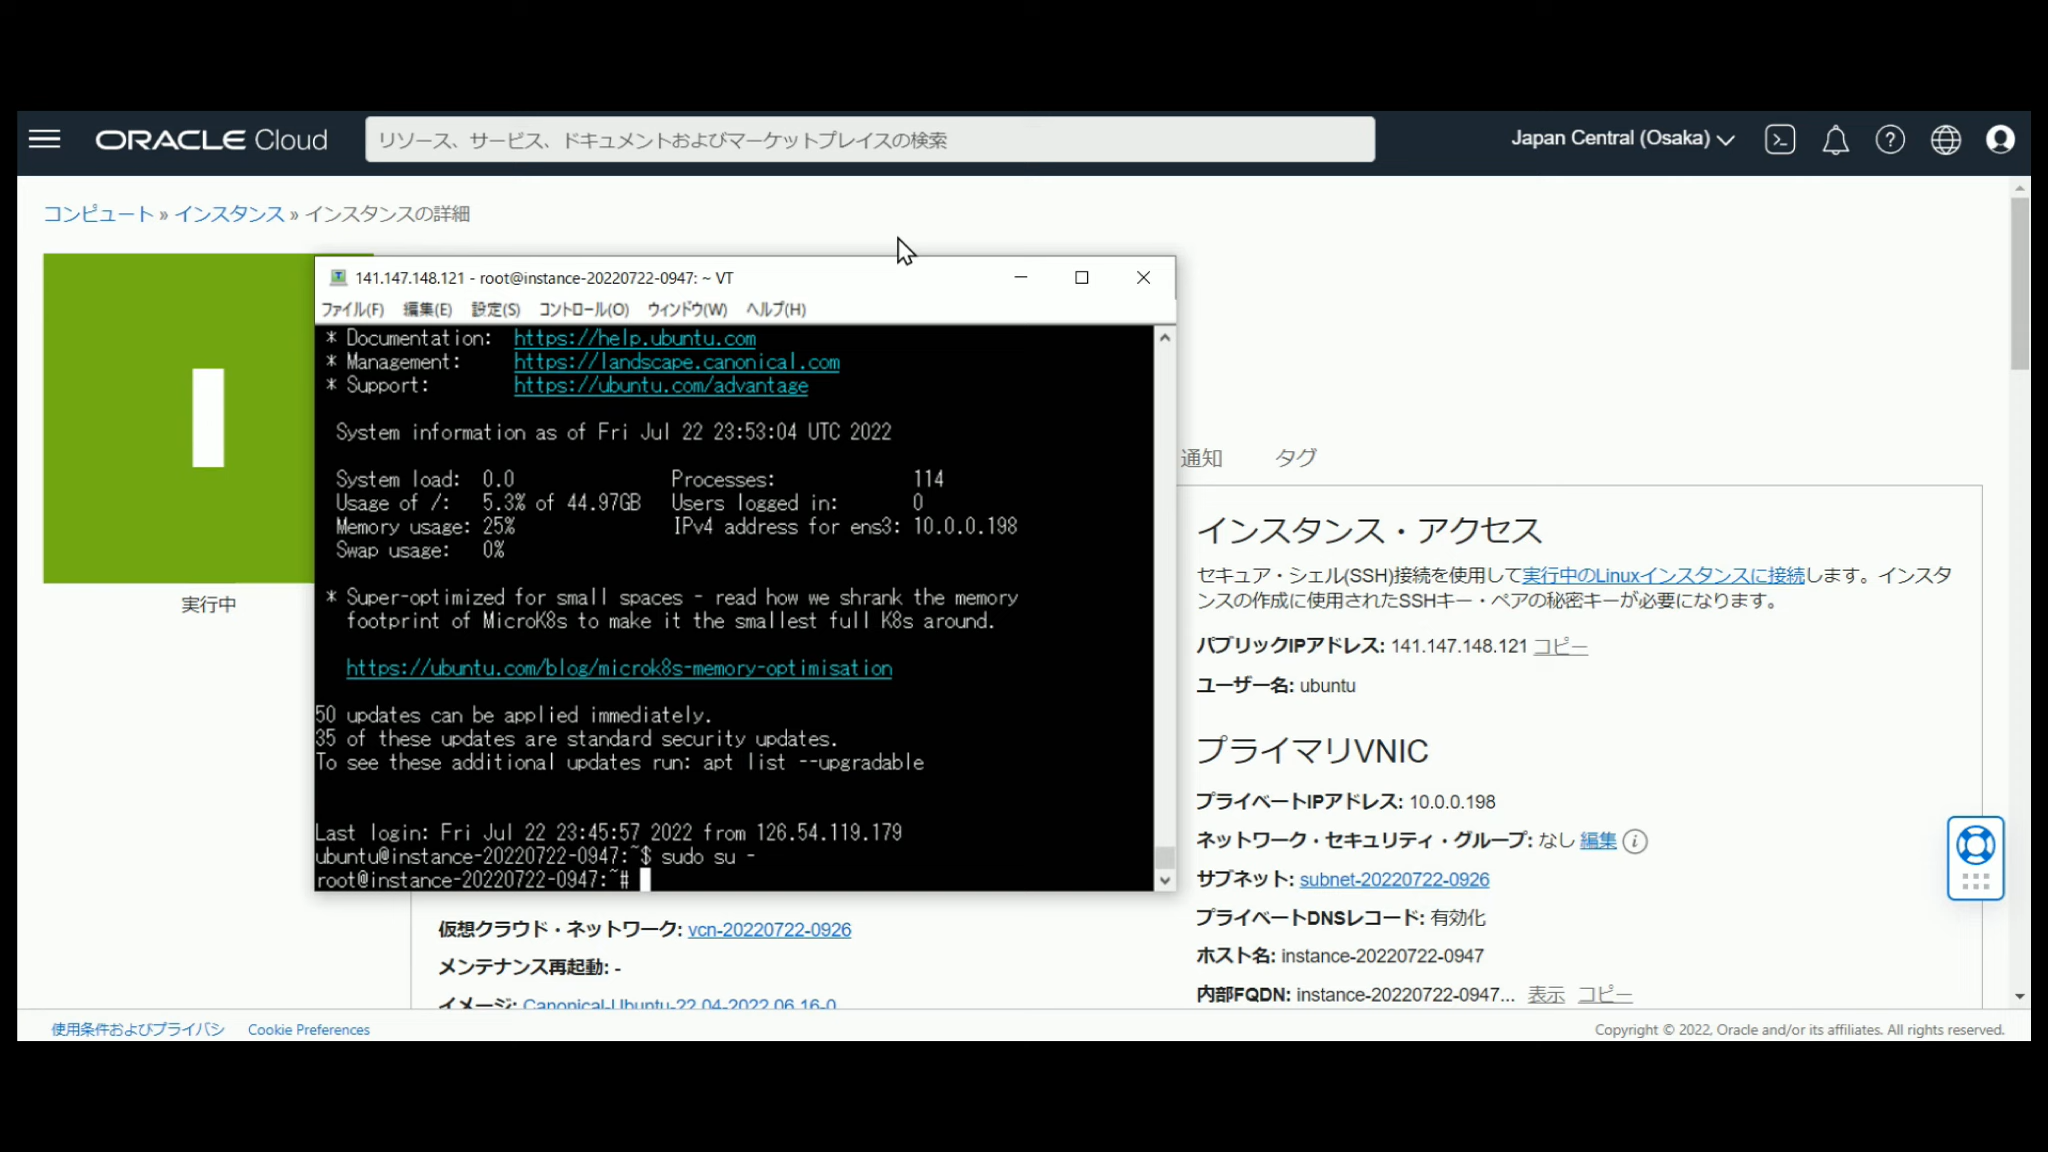 ORACLE Cloud
リソース、サービス、ドキュメントおよびマーケットプレイスの検索
Japan Central (Osaka)
コンピュート » インスタンス » インスタンスの詳細
実行中
141.147.148.121 - root@instance-20220722-0947: ~ VT
ファイル(F) 編集(E) 設定(S) コントロール(O) ウィンドウ(W) ヘルプ(H)
* Documentation: https://help.ubuntu.com
* Management: https://landscape.canonical.com
* Support: https://ubuntu.com/advantage
System information as of Fri Jul 22 23:53:04 UTC 2022
System load: 0.0 Processes: 114
Usage of /: 5.3% of 44.97GB Users logged in: 0
Memory usage: 25% IPv4 address for ens3: 10.0.0.198
Swap usage: 0%
* Super-optimized for small spaces - read how we shrank the memory
footprint of MicroK8s to make it the smallest full K8s around.
https://ubuntu.com/blog/microk8s-memory-optimisation
50 updates can be applied immediately.
35 of these updates are standard security updates.
To see these additional updates run: apt list --upgradable
Last login: Fri Jul 22 23:45:57 2022 from 126.54.119.179
ubuntu@instance-20220722-0947:~$ sudo su -
root@instance-20220722-0947:~#
通知 タグ
インスタンス・アクセス
セキュア・シェル(SSH)接続を使用して実行中のLinuxインスタンスに接続します。インスタ
ンスの作成に使用されたSSHキー・ペアの秘密キーが必要になります。
パブリックIPアドレス: 141.147.148.121 コピー
ユーザー名: ubuntu
プライマリVNIC
プライベートIPアドレス: 10.0.0.198
ネットワーク・セキュリティ・グループ: なし 編集
サブネット: subnet-20220722-0926
プライベートDNSレコード: 有効化
ホスト名: instance-20220722-0947
内部FQDN: instance-20220722-0947... 表示 コピー
仮想クラウド・ネットワーク: vcn-20220722-0926
メンテナンス再起動: -
イメージ: Canonical-Ubuntu-22.04-2022.06.16-0
使用条件およびプライバシ Cookie Preferences
Copyright © 2022, Oracle and/or its affiliates. All rights reserved.